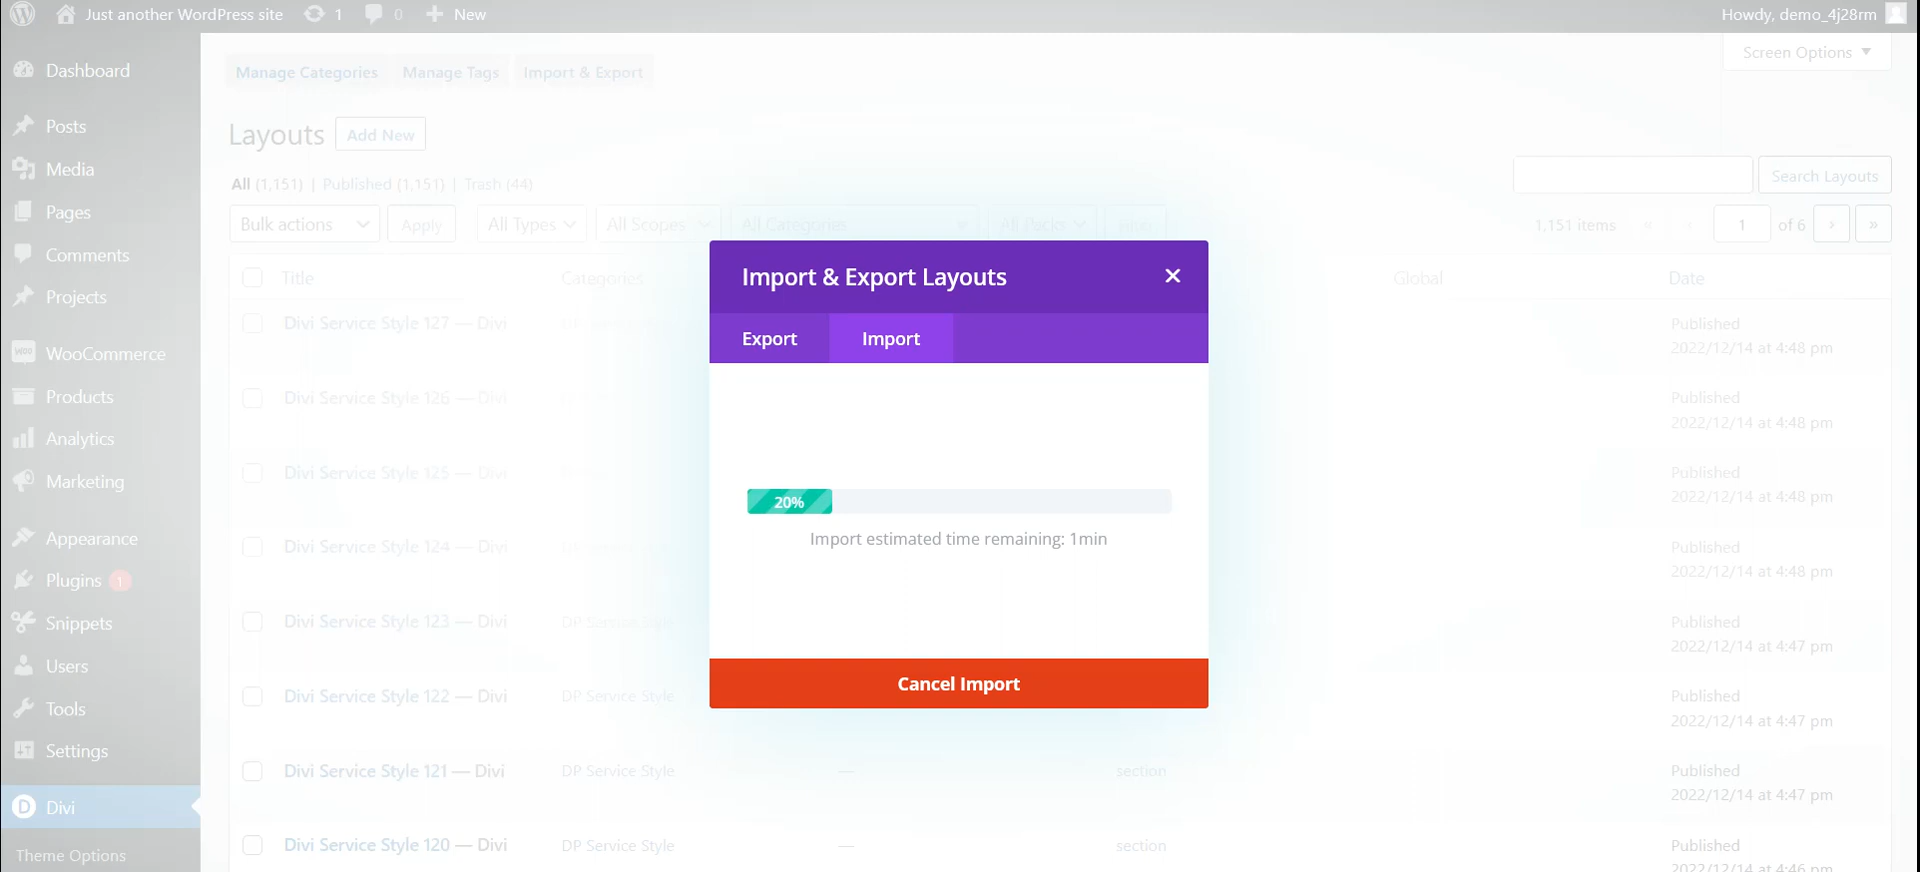 Just another WordPress site 1 0 New Howdy, demo_4j28rm
Screen Options
Dashboard
Posts
Media
Pages
Comments
Projects
WooCommerce
Products
Analytics
Marketing
Appearance
Plugins 1
Snippets
Users
Tools
Settings
Divi
Theme Options
Manage Categories Manage Tags Import & Export
Layouts Add New
All (1,151) | Published (1,151) | Trash (44)
Search Layouts
Bulk actions Apply All Types All Scopes All Categories All Packs Filter
1,151 items « ‹ 1 of 6 › »
Title Categories Global Date
Divi Service Style 127 — Divi Published
2022/12/14 at 4:48 pm
Divi Service Style 126 — Divi Published
2022/12/14 at 4:48 pm
Divi Service Style 125 — Divi Published
2022/12/14 at 4:48 pm
Divi Service Style 124 — Divi Published
2022/12/14 at 4:48 pm
Divi Service Style 123 — Divi DP Service Style Published
2022/12/14 at 4:47 pm
Divi Service Style 122 — Divi DP Service Style Published
2022/12/14 at 4:47 pm
Divi Service Style 121 — Divi DP Service Style — section Published
2022/12/14 at 4:47 pm
Divi Service Style 120 — Divi DP Service Style — section Published
2022/12/14 at 4:46 pm
Import & Export Layouts
Export Import
20%
Import estimated time remaining: 1min
Cancel Import